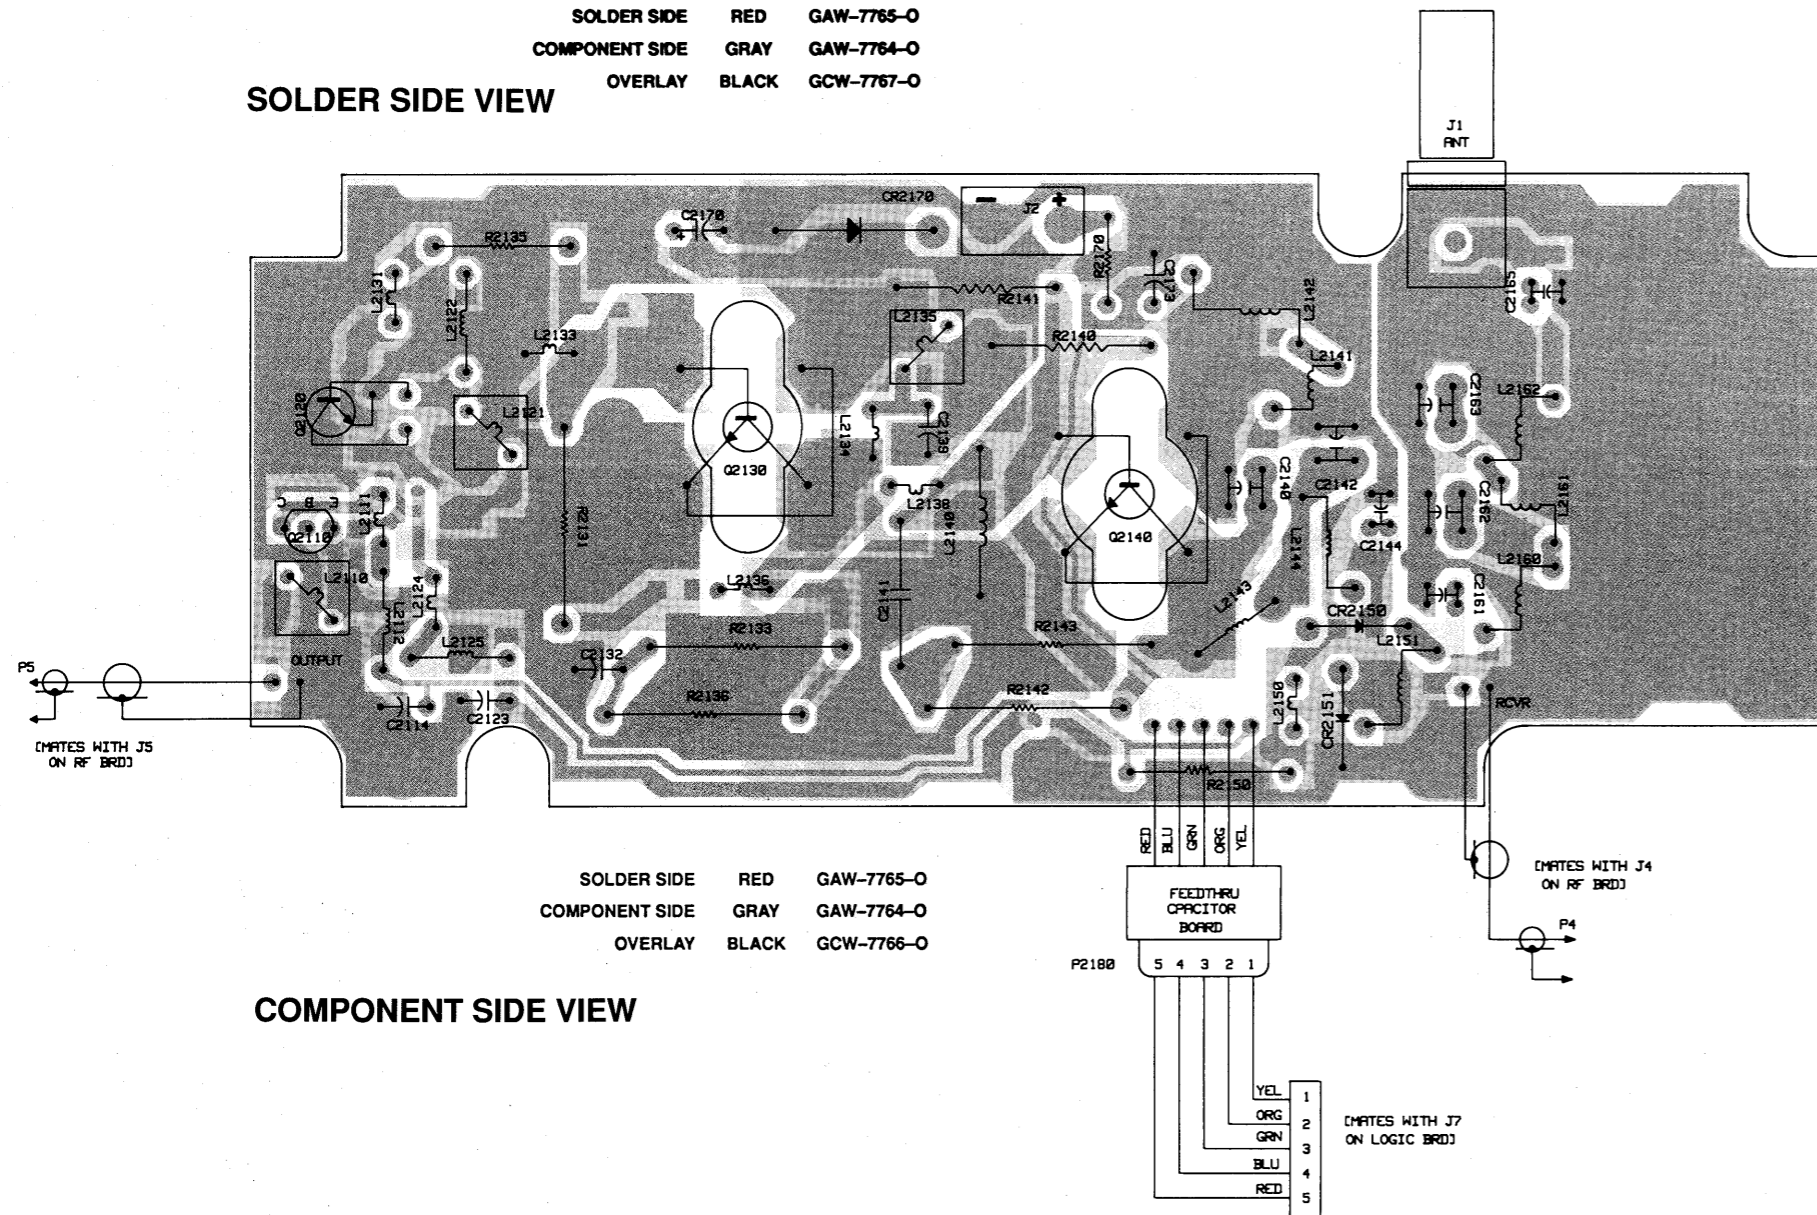 SOLDER SIDE RED GAW-7765-O
COMPONENT SIDE GRAY GAW-7764-O
OVERLAY BLACK GCW-7767-O
SOLDER SIDE VIEW
J1
ANT
CR2170
C2170
J2
R2135
R2170
C2173
L2131
L2122
R2141
L2142
C2165
L2133
L2135
R2140
L2141
Q2120
L2121
L2134
C2139
C2163
L2162
Q2130
C2140
C2142
C2162
L2161
C B E
L2111
Q2110
R2131
L2138
L2140
Q2140
L2144
C2144
L2160
L2110
L2124
L2136
C2141
L2143
C2161
L2112
CR2150
L2125
R2133
R2143
L2151
OUTPUT
P5
C2132
R2136
R2142
L2150
CR2151
RCVR
C2114
C2123
[MATES WITH J5
ON RF BRD]
R2150
RED
BLU
GRN
ORG
YEL
SOLDER SIDE RED GAW-7765-O
COMPONENT SIDE GRAY GAW-7764-O
OVERLAY BLACK GCW-7766-O
FEEDTHRU
CPACITOR
BOARD
[MATES WITH J4
ON RF BRD]
P4
P2180 5 4 3 2 1
COMPONENT SIDE VIEW
YEL 1
ORG 2
GRN 3
BLU 4
RED 5
[MATES WITH J7
ON LOGIC BRD]